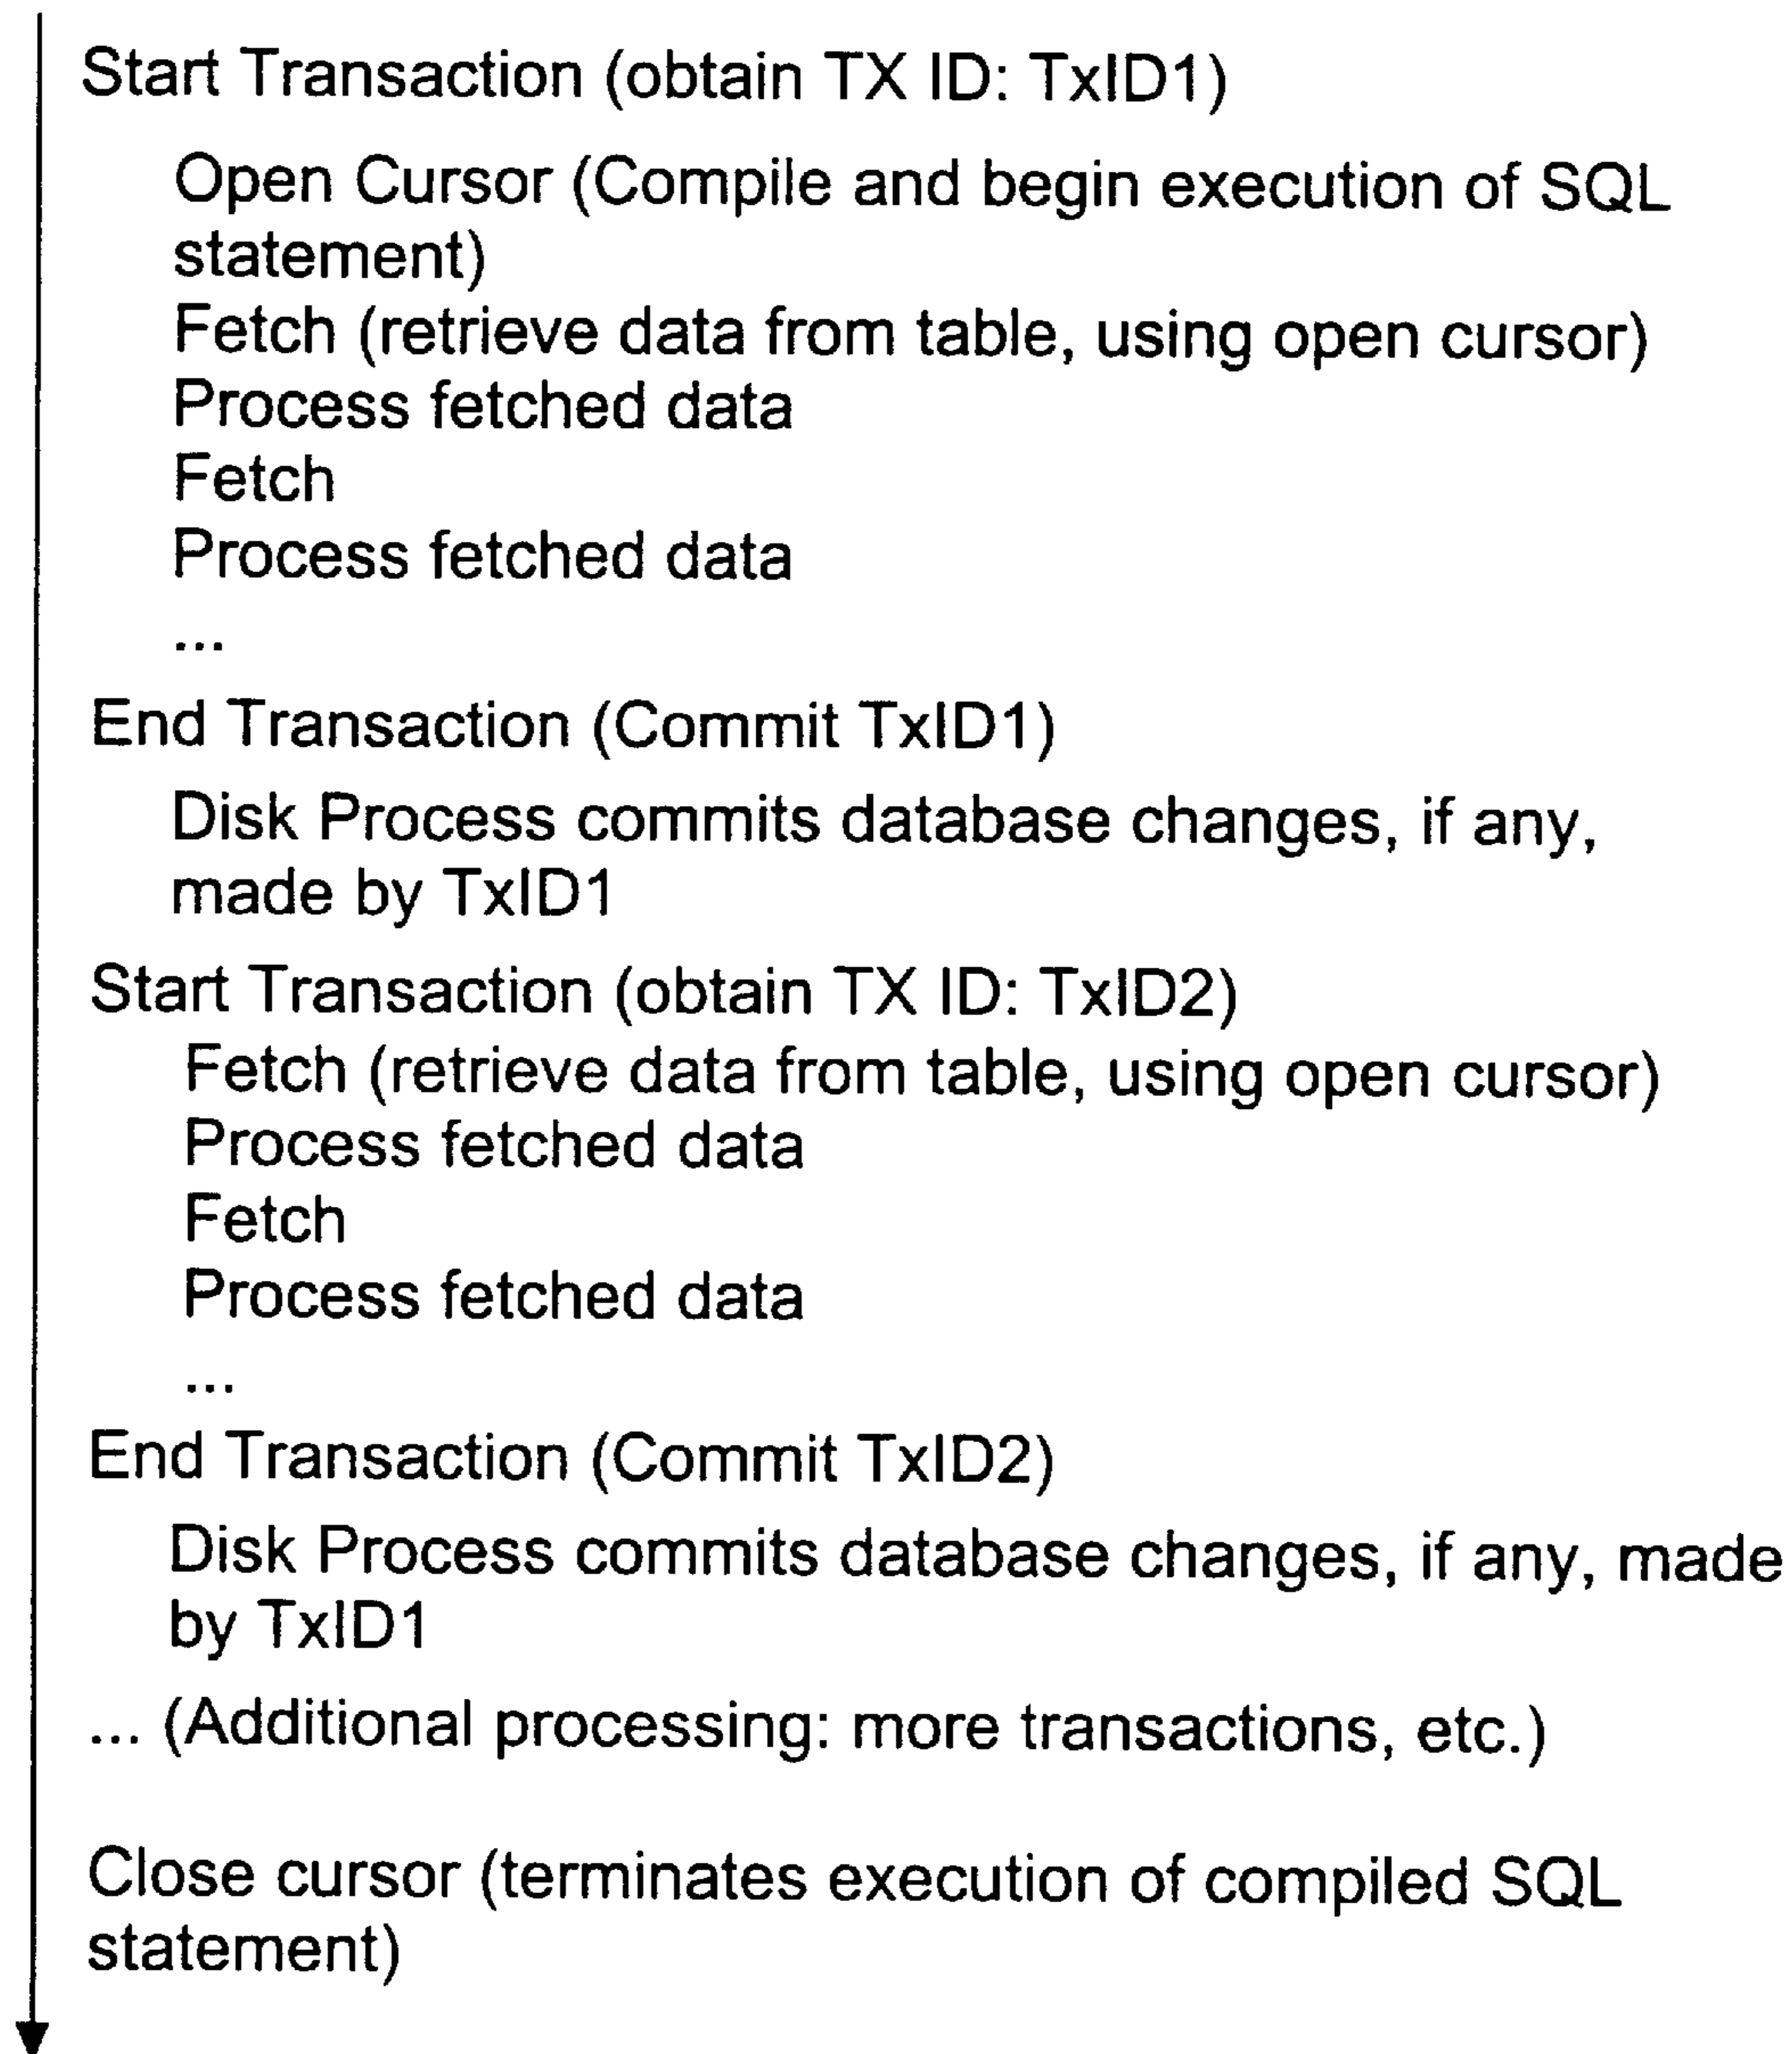 Start Transaction (obtain TX ID: TxID1)
Open Cursor (Compile and begin execution of SQL
statement)
Fetch (retrieve data from table, using open cursor)
Process fetched data
Fetch
Process fetched data
...
End Transaction (Commit TxID1)
Disk Process commits database changes, if any,
made by TxID1
Start Transaction (obtain TX ID: TxID2)
Fetch (retrieve data from table, using open cursor)
Process fetched data
Fetch
Process fetched data
...
End Transaction (Commit TxID2)
Disk Process commits database changes, if any, made
by TxID1
... (Additional processing: more transactions, etc.)
Close cursor (terminates execution of compiled SQL
statement)